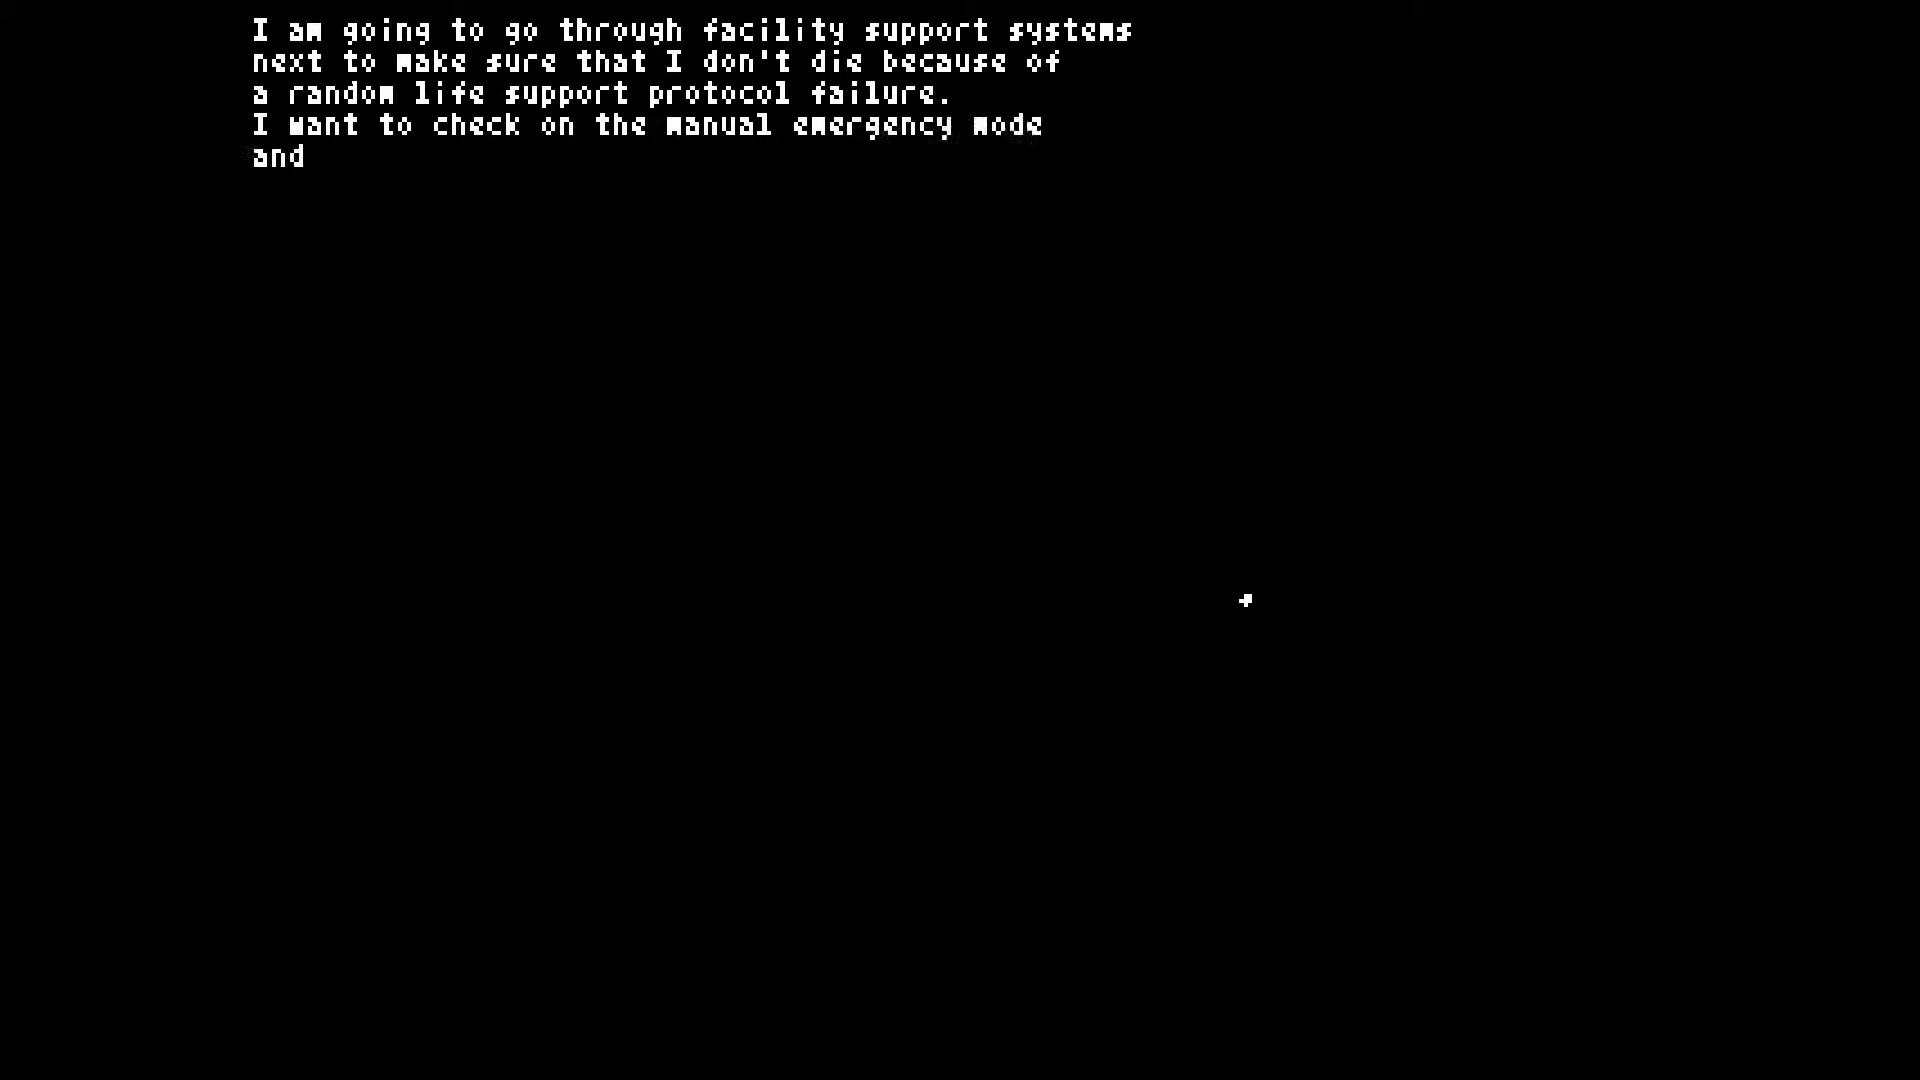 I am going to go through facility support systems
next to make sure that I don't die because of
a random life support protocol failure.
I want to check on the manual emergency mode
and